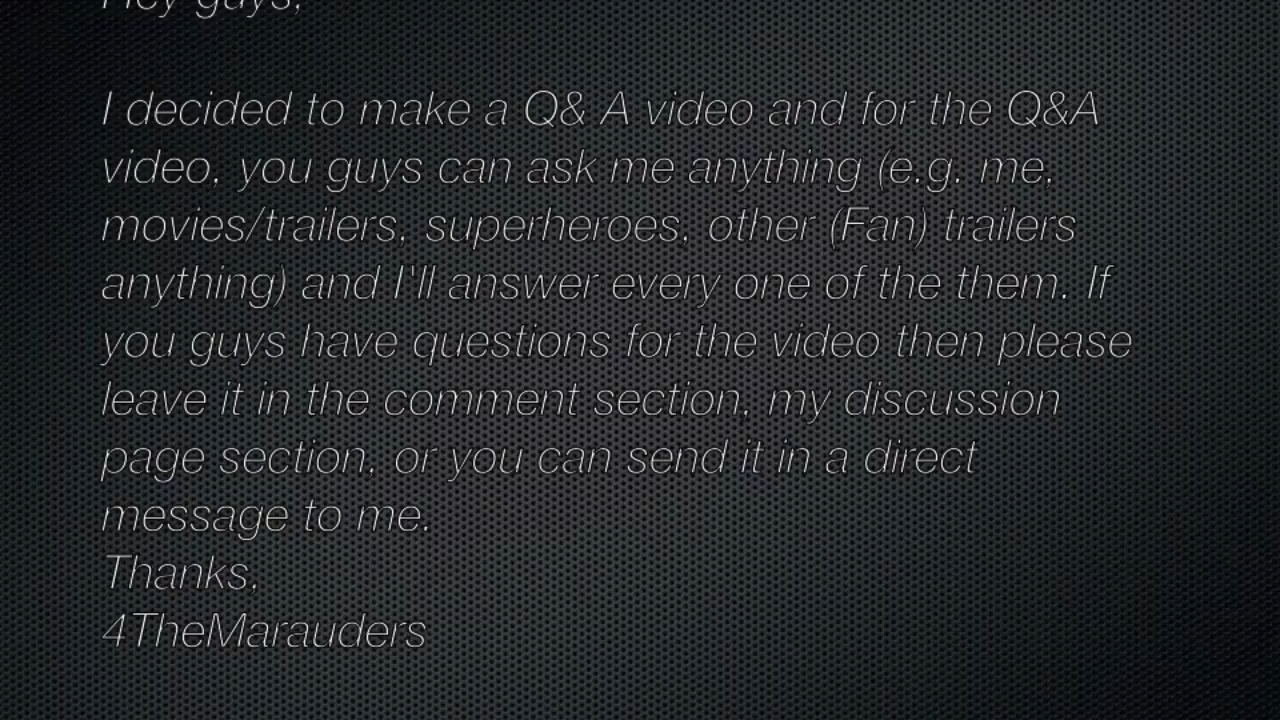 Hey guys,
I decided to make a Q& A video and for the Q&A
video, you guys can ask me anything (e.g. me,
movies/trailers, superheroes, other (Fan) trailers
anything) and I'll answer every one of the them. If
you guys have questions for the video then please
leave it in the comment section, my discussion
page section, or you can send it in a direct
message to me.
Thanks,
4TheMarauders